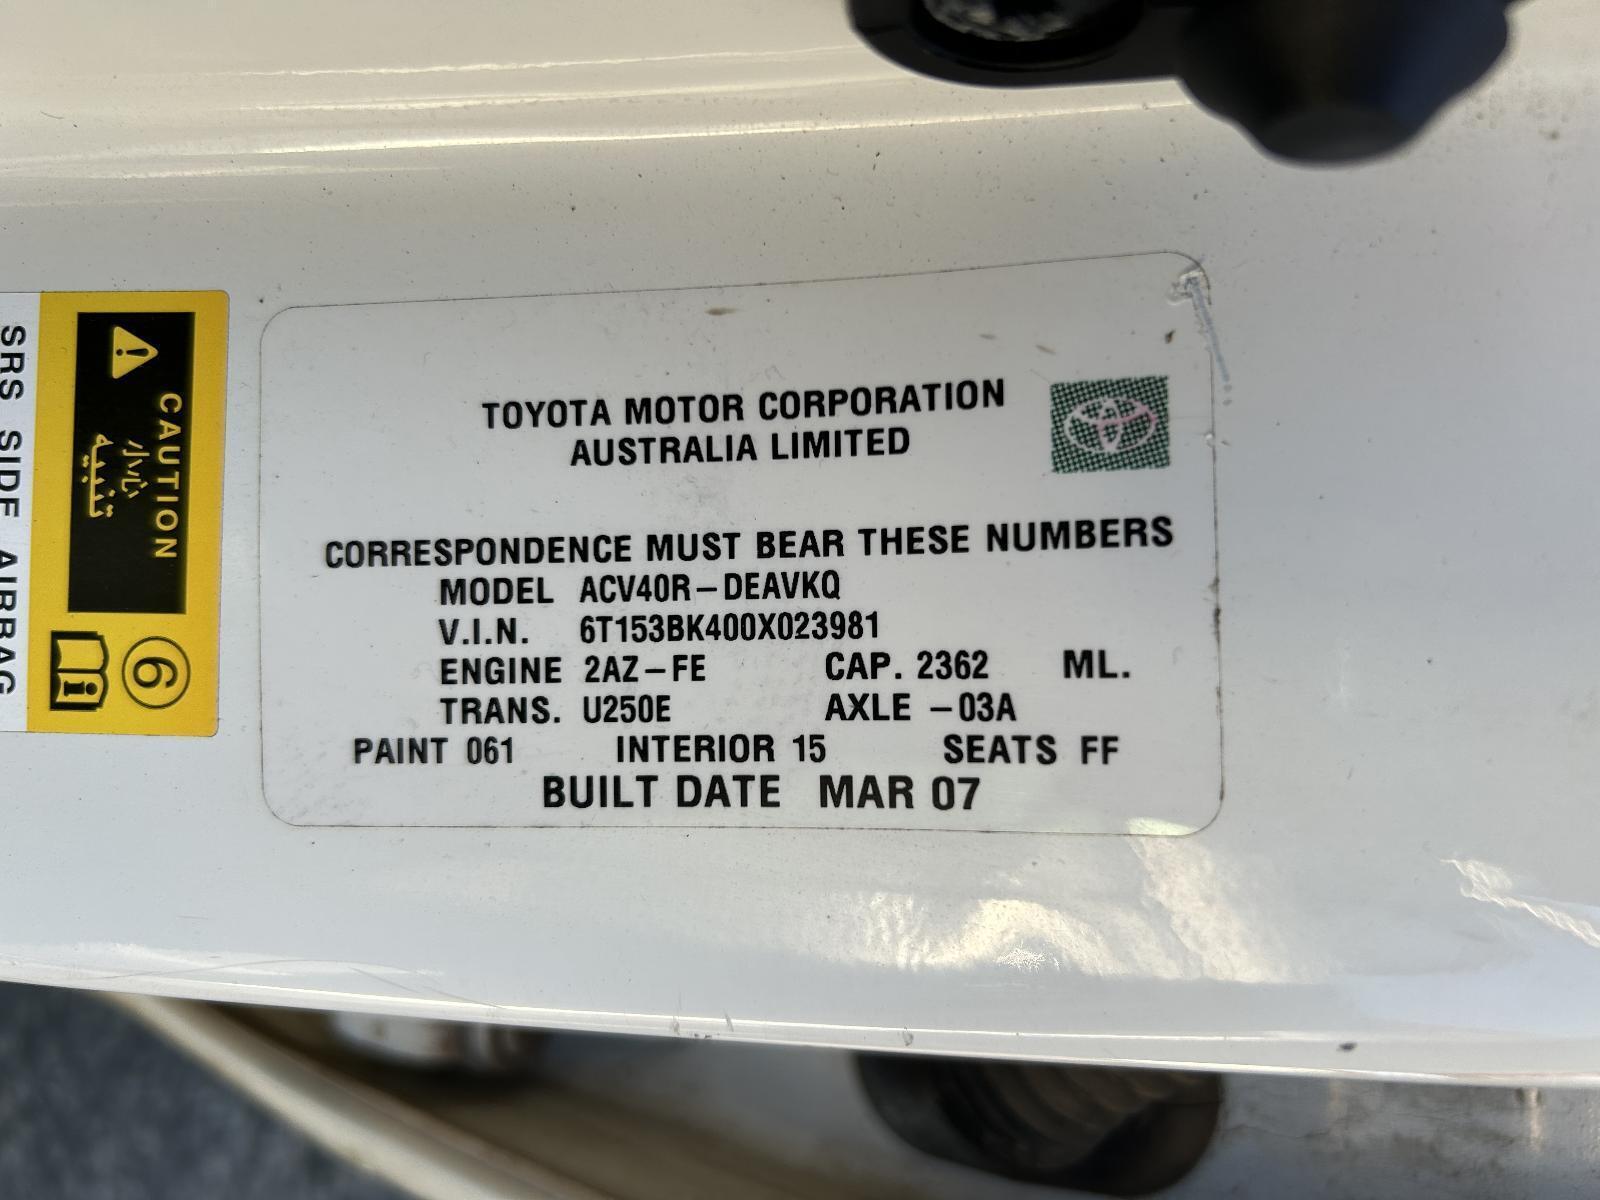 TOYOTA MOTOR CORPORATION
AUSTRALIA LIMITED
CORRESPONDENCE MUST BEAR THESE NUMBERS
MODEL ACV40R-DEAVKQ
V.I.N. 6T153BK400X023981
ENGINE 2AZ-FE CAP. 2362 ML.
TRANS. U250E AXLE -03A
PAINT 061 INTERIOR 15 SEATS FF
BUILT DATE MAR 07
CAUTION
تنبيه
6
SRS SIDE AIRBAG